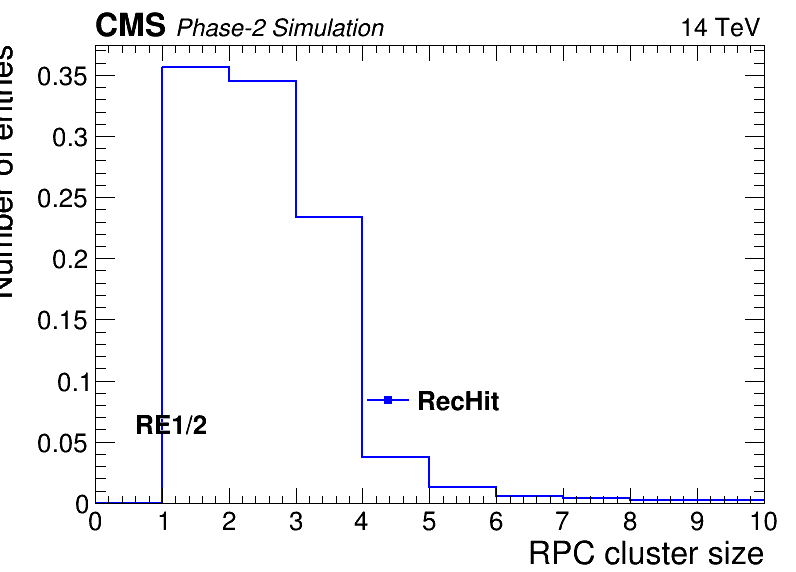 CMS Phase-2 Simulation 14 TeV
Number of entries
0.35
0.3
0.25
0.2
0.15
0.1
0.05
0
RecHit
RE1/2
0 1 2 3 4 5 6 7 8 9 10
RPC cluster size